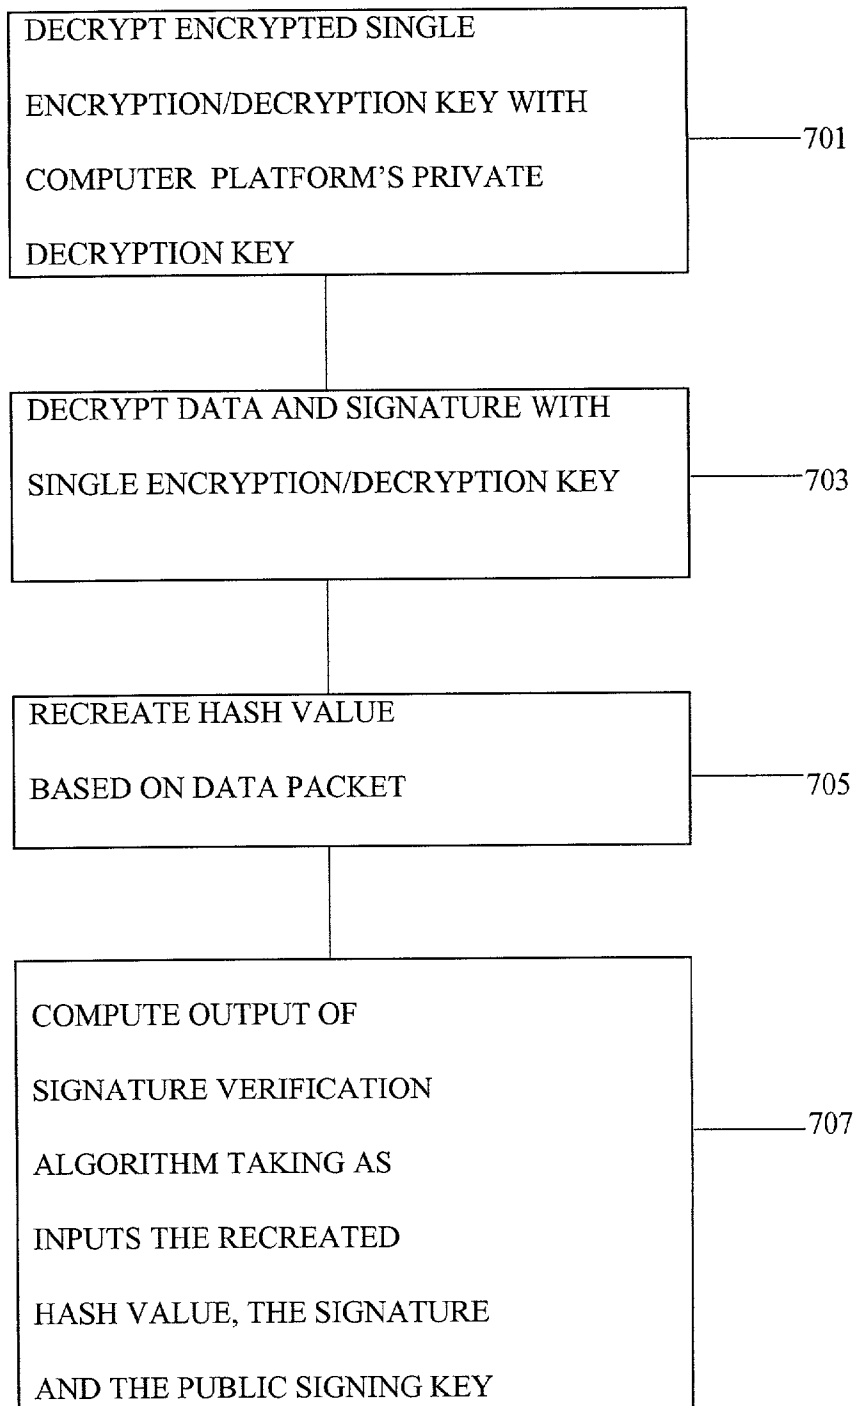 DECRYPT ENCRYPTED SINGLE
ENCRYPTION/DECRYPTION KEY WITH
COMPUTER PLATFORM'S PRIVATE
DECRYPTION KEY
701
DECRYPT DATA AND SIGNATURE WITH
SINGLE ENCRYPTION/DECRYPTION KEY
703
RECREATE HASH VALUE
BASED ON DATA PACKET
705
COMPUTE OUTPUT OF
SIGNATURE VERIFICATION
ALGORITHM TAKING AS
INPUTS THE RECREATED
HASH VALUE, THE SIGNATURE
AND THE PUBLIC SIGNING KEY
707